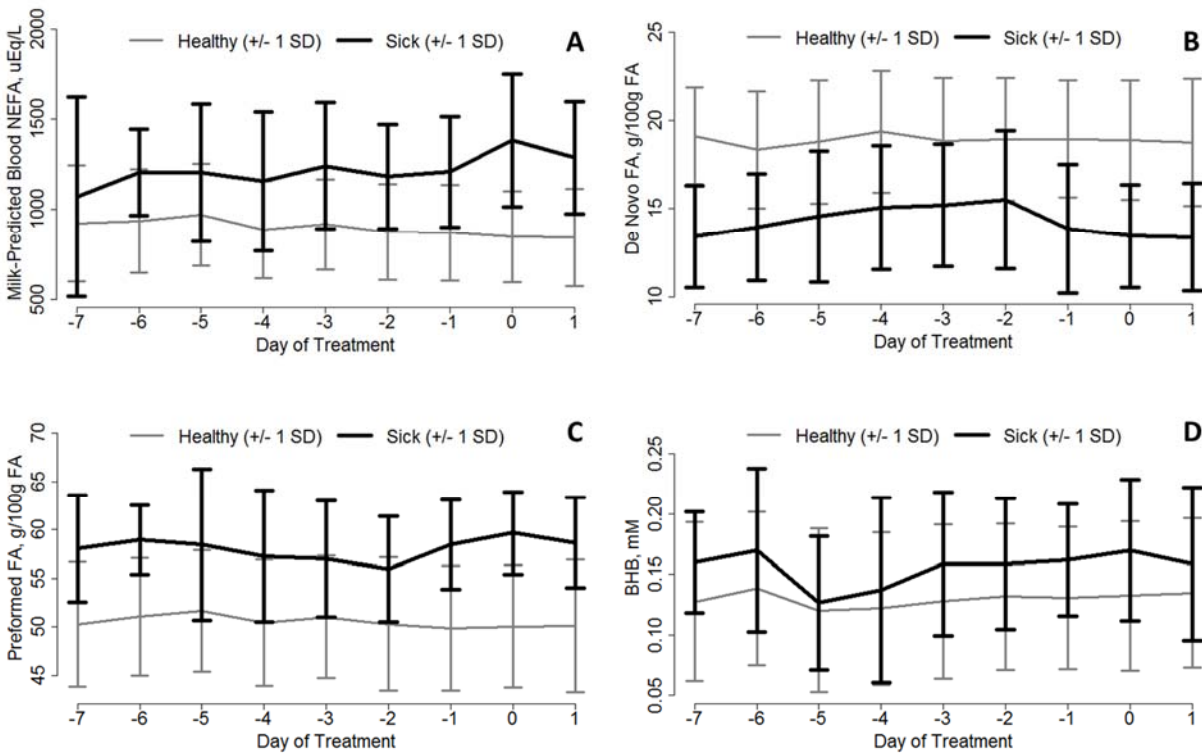 Healthy (+/- 1 SD) Sick (+/- 1 SD) A
Milk-Predicted Blood NEFA, uEq/L
2000
1500
1000
500
-7 -6 -5 -4 -3 -2 -1 0 1
Day of Treatment
Healthy (+/- 1 SD) Sick (+/- 1 SD) B
De Novo FA, g/100g FA
25
20
15
10
-7 -6 -5 -4 -3 -2 -1 0 1
Day of Treatment
Healthy (+/- 1 SD) Sick (+/- 1 SD) C
Preformed FA, g/100g FA
70
65
60
55
50
45
-7 -6 -5 -4 -3 -2 -1 0 1
Day of Treatment
Healthy (+/- 1 SD) Sick (+/- 1 SD) D
BHB, mM
0.25
0.20
0.15
0.10
0.05
-7 -6 -5 -4 -3 -2 -1 0 1
Day of Treatment